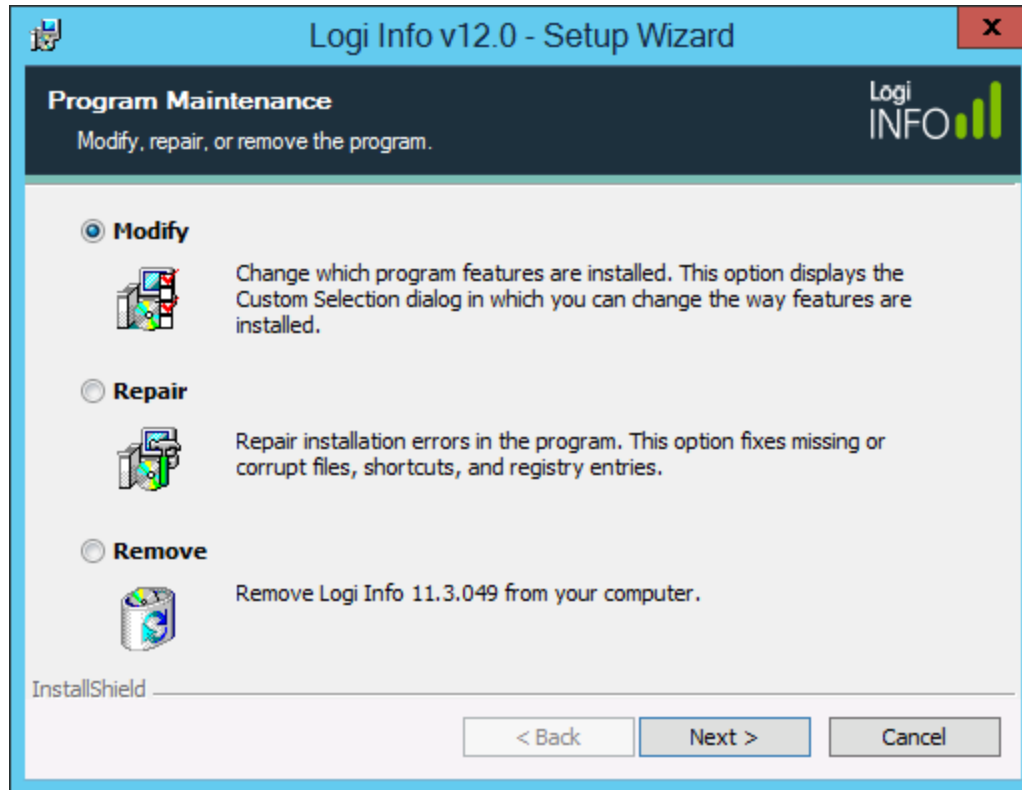 Logi Info v12.0 - Setup Wizard
x
Program Maintenance
Modify, repair, or remove the program.
Logi
INFO
Modify
Change which program features are installed. This option displays the
Custom Selection dialog in which you can change the way features are
installed.
Repair
Repair installation errors in the program. This option fixes missing or
corrupt files, shortcuts, and registry entries.
Remove
Remove Logi Info 11.3.049 from your computer.
InstallShield
< Back Next > Cancel